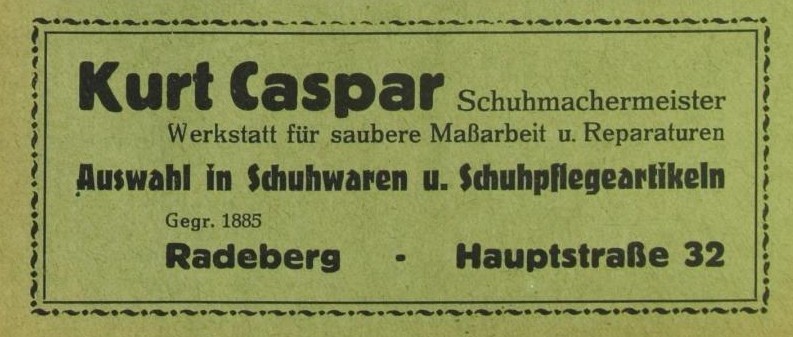 Kurt Caspar Schuhmachermeister
Werkstatt für saubere Maßarbeit u. Reparaturen
Auswahl in Schuhwaren u. Schuhpflegeartikeln
Gegr. 1885
Radeberg - Hauptstraße 32